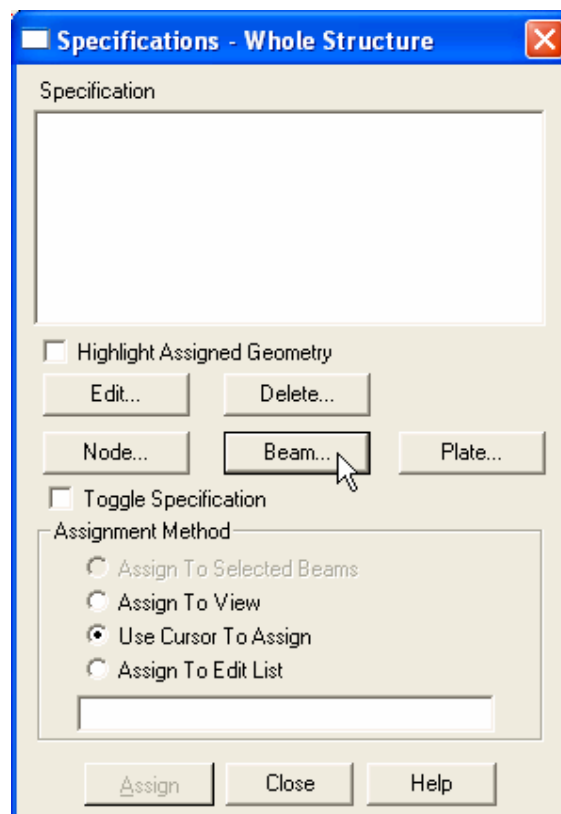 Specifications - Whole Structure
Specification
Highlight Assigned Geometry
Edit... Delete...
Node... Beam... Plate...
Toggle Specification
Assignment Method
Assign To Selected Beams
Assign To View
Use Cursor To Assign
Assign To Edit List
Assign Close Help